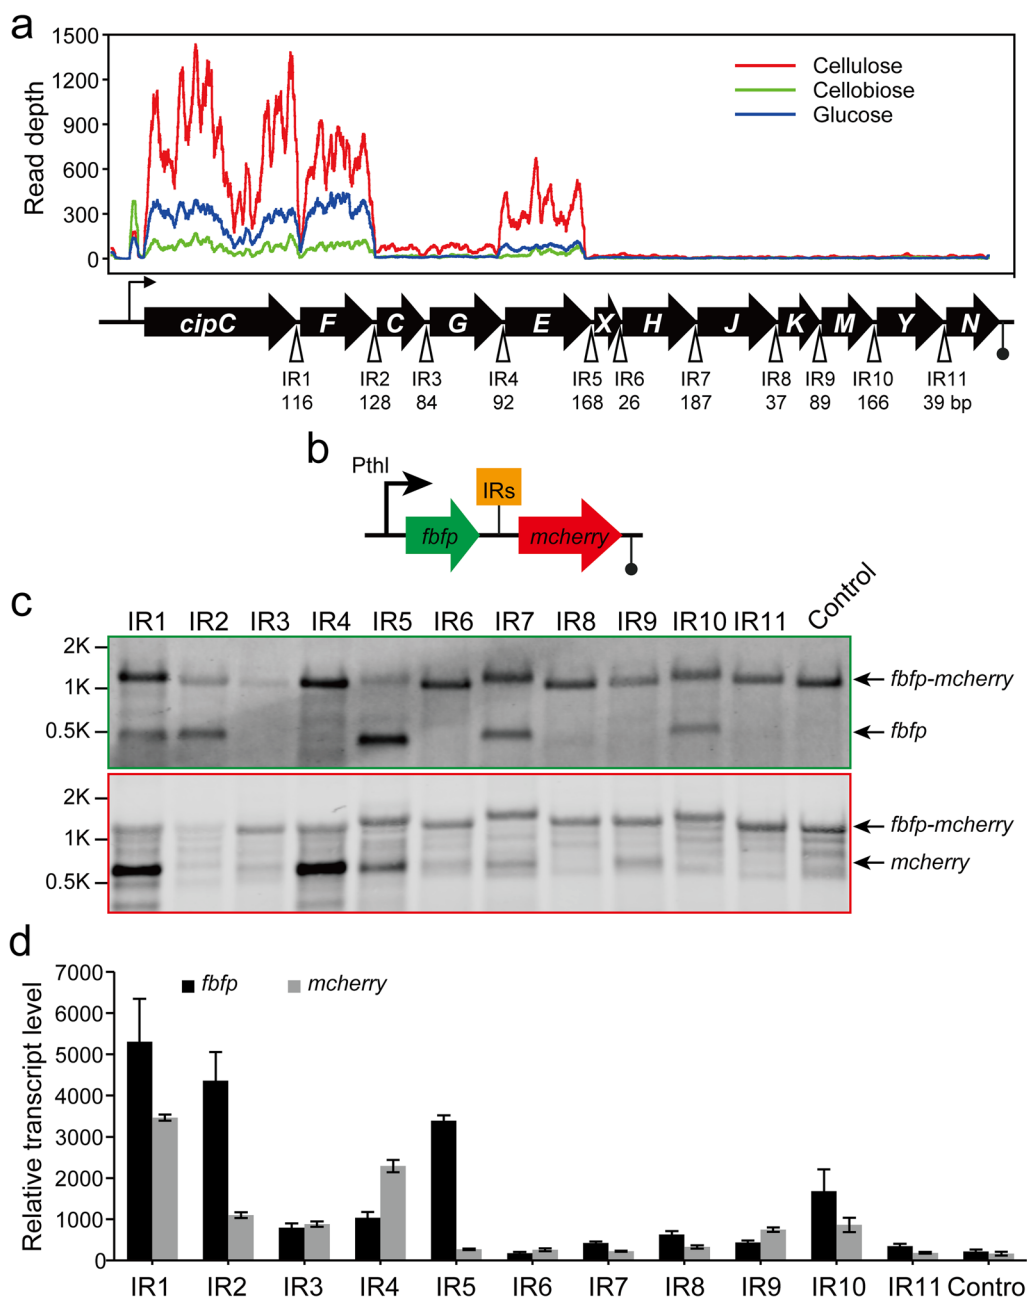 a
1500
1200
900
600
300
0
Read depth
Cellulose
Cellobiose
Glucose
cipC F C G E X H J K M Y N
IR1 IR2 IR3 IR4 IR5 IR6 IR7 IR8 IR9 IR10 IR11
116 128 84 92 168 26 187 37 89 166 39 bp
b
Pthl
IRs
fbfp mcherry
c
IR1 IR2 IR3 IR4 IR5 IR6 IR7 IR8 IR9 IR10 IR11 Control
2K
1K
0.5K
fbfp-mcherry
fbfp
2K
1K
0.5K
fbfp-mcherry
mcherry
d
7000
6000
5000
4000
3000
2000
1000
0
Relative transcript level
fbfp mcherry
IR1 IR2 IR3 IR4 IR5 IR6 IR7 IR8 IR9 IR10 IR11 Contro